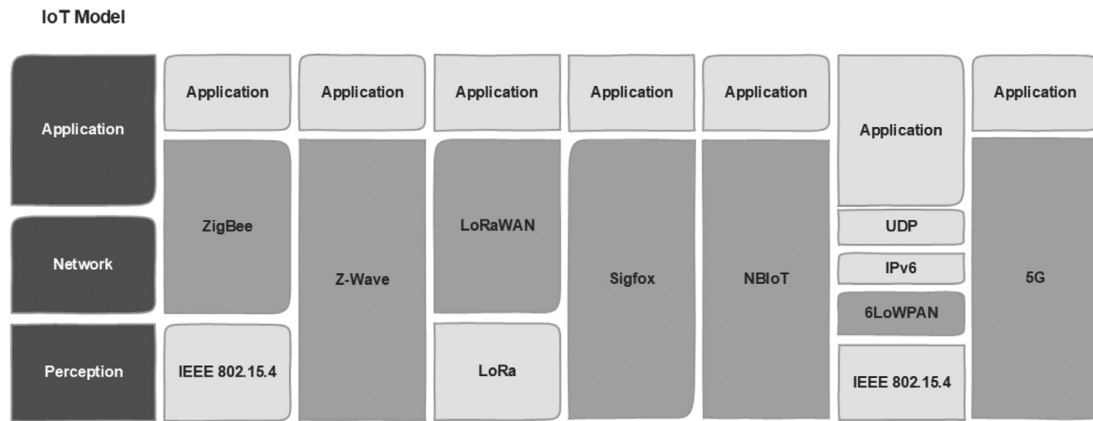 IoT Model
Application
Application
Application
Application
Application
Application
Application
Application
ZigBee
Z-Wave
LoRaWAN
Sigfox
NBIoT
UDP
IPv6
6LoWPAN
5G
Network
Perception
IEEE 802.15.4
LoRa
IEEE 802.15.4